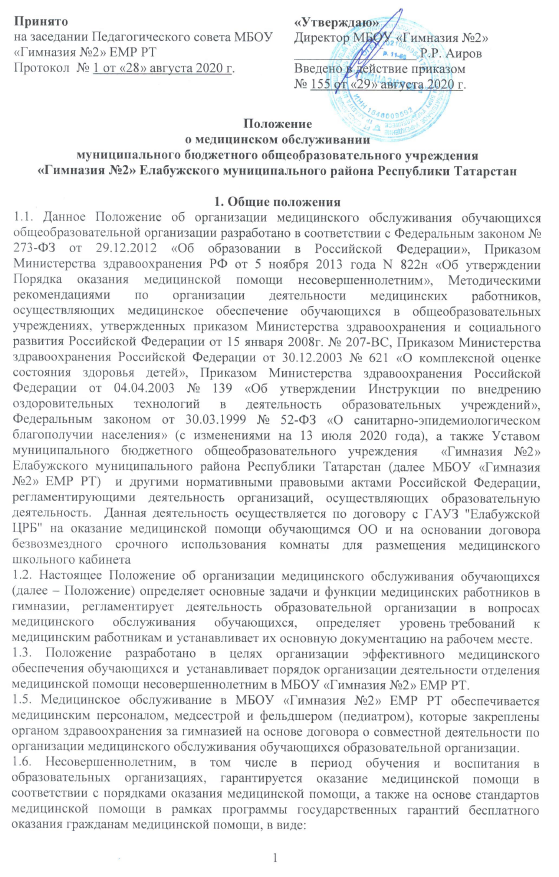 Принято
на заседании Педагогического совета МБОУ
«Гимназия №2» ЕМР РТ
Протокол № 1 от «28» августа 2020 г.
«Утверждаю»
Директор МБОУ «Гимназия №2»
Р.Р. Аиров
Введено в действие приказом
№ 155 от «29» августа 2020 г.
Положение
о медицинском обслуживании
муниципального бюджетного общеобразовательного учреждения
«Гимназия №2» Елабужского муниципального района Республики Татарстан
1. Общие положения
1.1. Данное Положение об организации медицинского обслуживания обучающихся
общеобразовательной организации разработано в соответствии с Федеральным законом №
273-ФЗ от 29.12.2012 «Об образовании в Российской Федерации», Приказом
Министерства здравоохранения РФ от 5 ноября 2013 года N 822н «Об утверждении
Порядка оказания медицинской помощи несовершеннолетним», Методическими
рекомендациями по организации деятельности медицинских работников,
осуществляющих медицинское обеспечение обучающихся в общеобразовательных
учреждениях, утвержденных приказом Министерства здравоохранения и социального
развития Российской Федерации от 15 января 2008г. № 207-ВС, Приказом Министерства
здравоохранения Российской Федерации от 30.12.2003 № 621 «О комплексной оценке
состояния здоровья детей», Приказом Министерства здравоохранения Российской
Федерации от 04.04.2003 № 139 «Об утверждении Инструкции по внедрению
оздоровительных технологий в деятельность образовательных учреждений»,
Федеральным законом от 30.03.1999 № 52-ФЗ «О санитарно-эпидемиологическом
благополучии населения» (с изменениями на 13 июля 2020 года), а также Уставом
муниципального бюджетного общеобразовательного учреждения «Гимназия №2»
Елабужского муниципального района Республики Татарстан (далее МБОУ «Гимназия
№2» ЕМР РТ) и другими нормативными правовыми актами Российской Федерации,
регламентирующими деятельность организаций, осуществляющих образовательную
деятельность. Данная деятельность осуществляется по договору с ГАУЗ "Елабужской
ЦРБ" на оказание медицинской помощи обучающимся ОО и на основании договора
безвозмездного срочного использования комнаты для размещения медицинского
школьного кабинета
1.2. Настоящее Положение об организации медицинского обслуживания обучающихся
(далее – Положение) определяет основные задачи и функции медицинских работников в
гимназии, регламентирует деятельность образовательной организации в вопросах
медицинского обслуживания обучающихся, определяет уровень требований к
медицинским работникам и устанавливает их основную документацию на рабочем месте.
1.3. Положение разработано в целях организации эффективного медицинского
обеспечения обучающихся и устанавливает порядок организации деятельности отделения
медицинской помощи несовершеннолетним в МБОУ «Гимназия №2» ЕМР РТ.
1.5. Медицинское обслуживание в МБОУ «Гимназия №2» ЕМР РТ обеспечивается
медицинским персоналом, медсестрой и фельдшером (педиатром), которые закреплены
органом здравоохранения за гимназией на основе договора о совместной деятельности по
организации медицинского обслуживания обучающихся образовательной организации.
1.6. Несовершеннолетним, в том числе в период обучения и воспитания в
образовательных организациях, гарантируется оказание медицинской помощи в
соответствии с порядками оказания медицинской помощи, а также на основе стандартов
медицинской помощи в рамках программы государственных гарантий бесплатного
оказания гражданам медицинской помощи, в виде:
1